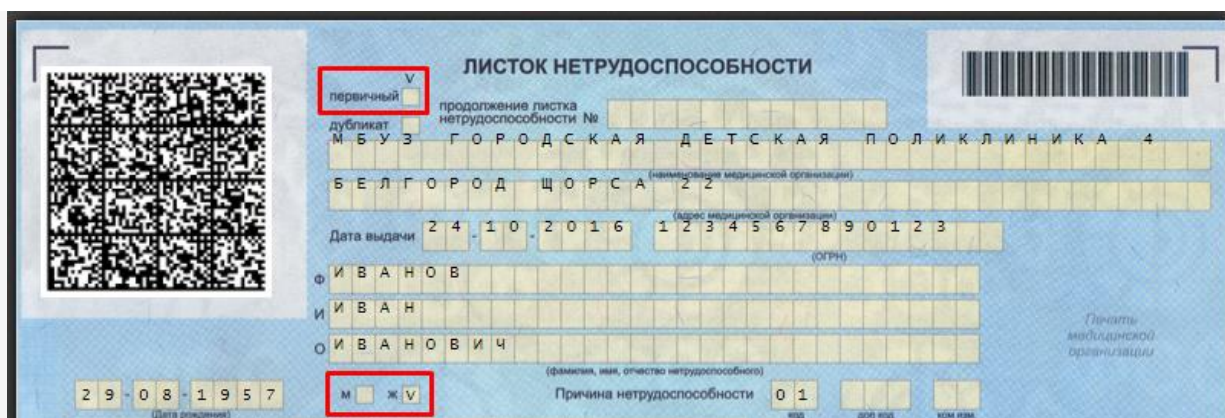 ЛИСТОК НЕТРУДОСПОСОБНОСТИ
V
первичный
продолжение листка
нетрудоспособности №
дубликат
МБУЗ ГОРОДСКАЯ ДЕТСКАЯ ПОЛИКЛИНИКА 4
(наименование медицинской организации)
БЕЛГОРОД ЩОРСА 22
(адрес медицинской организации)
Дата выдачи 24-10-2016 1234567890123
(ОГРН)
Ф ИВАНОВ
И ИВАН
О ИВАНОВИЧ
(фамилия, имя, отчество нетрудоспособного)
Печать
медицинской
организации
29-08-1957 м ж V Причина нетрудоспособности 01
(Дата рождения) код доп код код изм